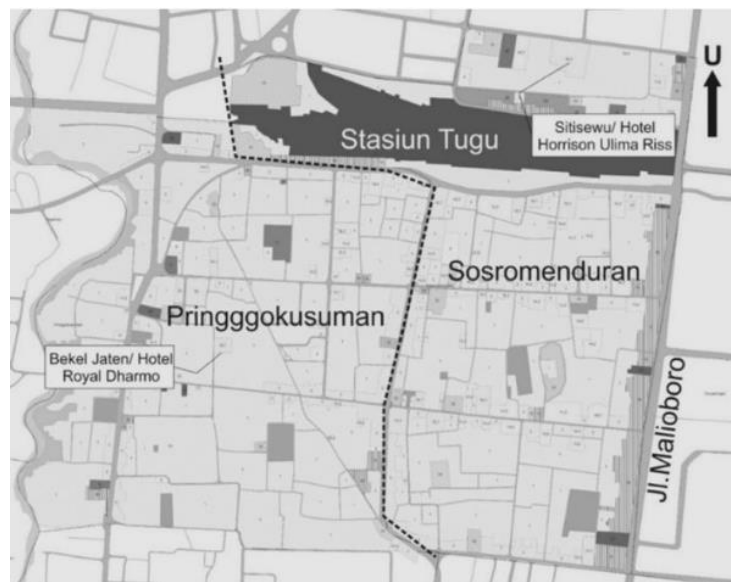 U
Stasiun Tugu
Sitisewu/ Hotel
Horrison Ulima Riss
Sosromenduran
Pringggokusuman
Bekel Jaten/ Hotel
Royal Dharmo
Jl.Malioboro